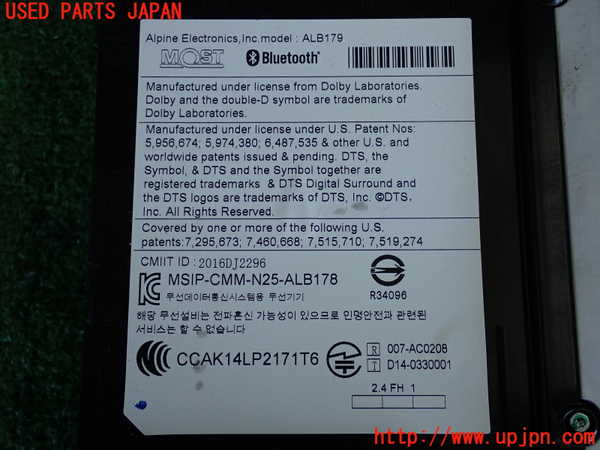 USED PARTS JAPAN
Alpine Electronics,Inc.model : ALB179
MOST Bluetooth®
Manufactured under license from Dolby Laboratories.
Dolby and the double-D symbol are trademarks of
Dolby Laboratories.
Manufactured under license under U.S. Patent Nos:
5,956,674; 5,974,380; 6,487,535 & other U.S. and
worldwide patents issued & pending. DTS, the
Symbol, & DTS and the Symbol together are
registered trademarks & DTS Digital Surround and
the DTS logos are trademarks of DTS, Inc. ©DTS,
Inc. All Rights Reserved.
Covered by one or more of the following U.S.
patents:7,295,673; 7,460,668; 7,515,710; 7,519,274
CMIIT ID : 2016DJ2296
MSIP-CMM-N25-ALB178
무선데이터통신시스템용 무선기기
R34096
해당 무선설비는 전파혼신 가능성이 있으므로 인명안전과 관련된
서비스는 할 수 없습니다
CCAK14LP2171T6
R 007-AC0208
T D14-0330001
2.4 FH 1
http://www.upjpn.com/